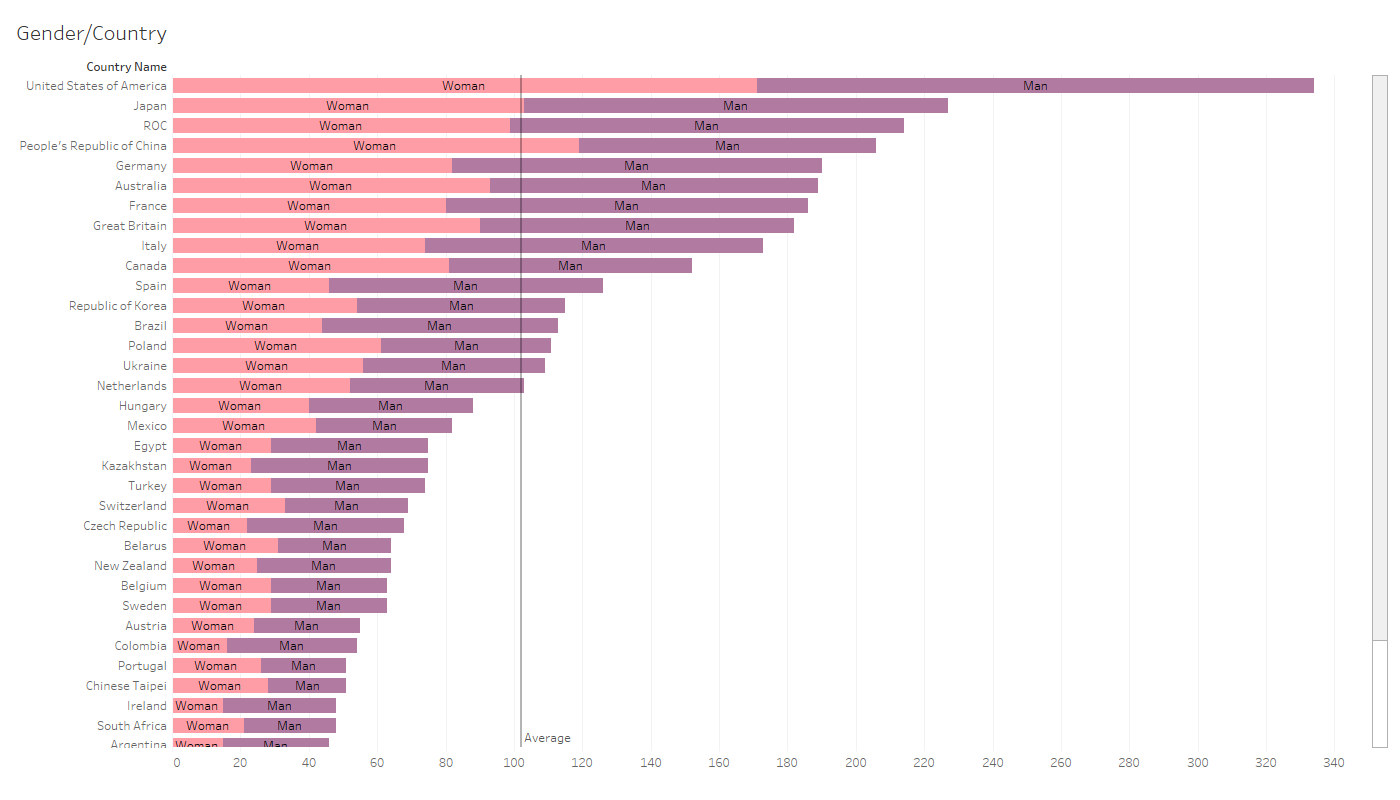 Gender/Country
Country Name
United States of America Woman Man
Japan Woman Man
ROC Woman Man
People's Republic of China Woman Man
Germany Woman Man
Australia Woman Man
France Woman Man
Great Britain Woman Man
Italy Woman Man
Canada Woman Man
Spain Woman Man
Republic of Korea Woman Man
Brazil Woman Man
Poland Woman Man
Ukraine Woman Man
Netherlands Woman Man
Hungary Woman Man
Mexico Woman Man
Egypt Woman Man
Kazakhstan Woman Man
Turkey Woman Man
Switzerland Woman Man
Czech Republic Woman Man
Belarus Woman Man
New Zealand Woman Man
Belgium Woman Man
Sweden Woman Man
Austria Woman Man
Colombia Woman Man
Portugal Woman Man
Chinese Taipei Woman Man
Ireland Woman Man
South Africa Woman Man
Average
Argentina Woman Man
0 20 40 60 80 100 120 140 160 180 200 220 240 260 280 300 320 340